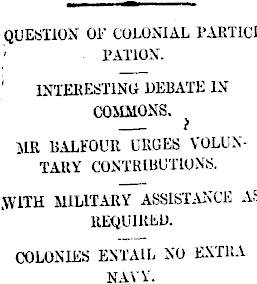 QUESTION OF COLONIAL PARTICI
PATION.
INTERESTING DEBATE IN
COMMONS.
MR BALFOUR URGES VOLUN-
TARY CONTRIBUTIONS.
WITH MILITARY ASSISTANCE AS
REQUIRED.
COLONIES ENTAIL NO EXTRA
NAVY.